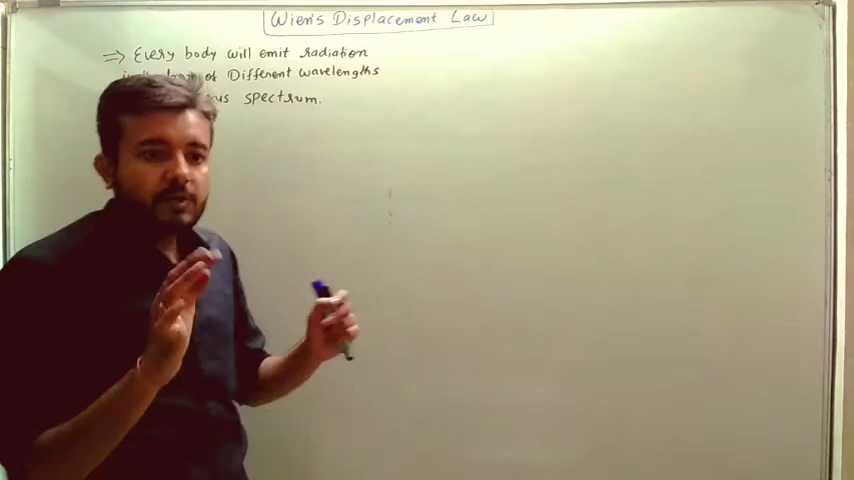 Wien's Displacement Law
⇒ Every body will emit radiation
of Different wavelengths
spectrum.